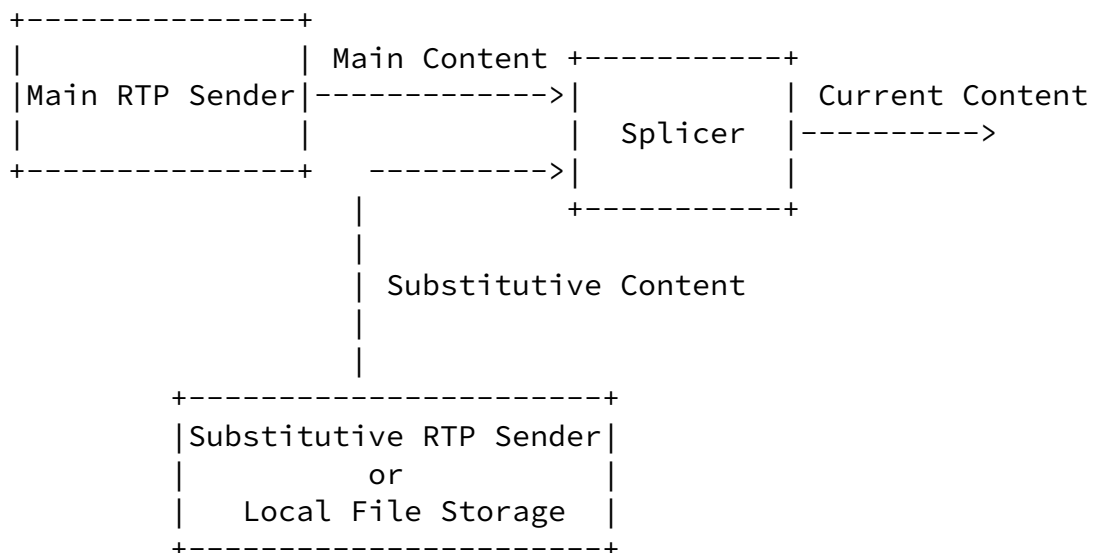 Main Content
Main RTP Sender
Current Content
Splicer
Substitutive Content
Substitutive RTP Sender
or
Local File Storage